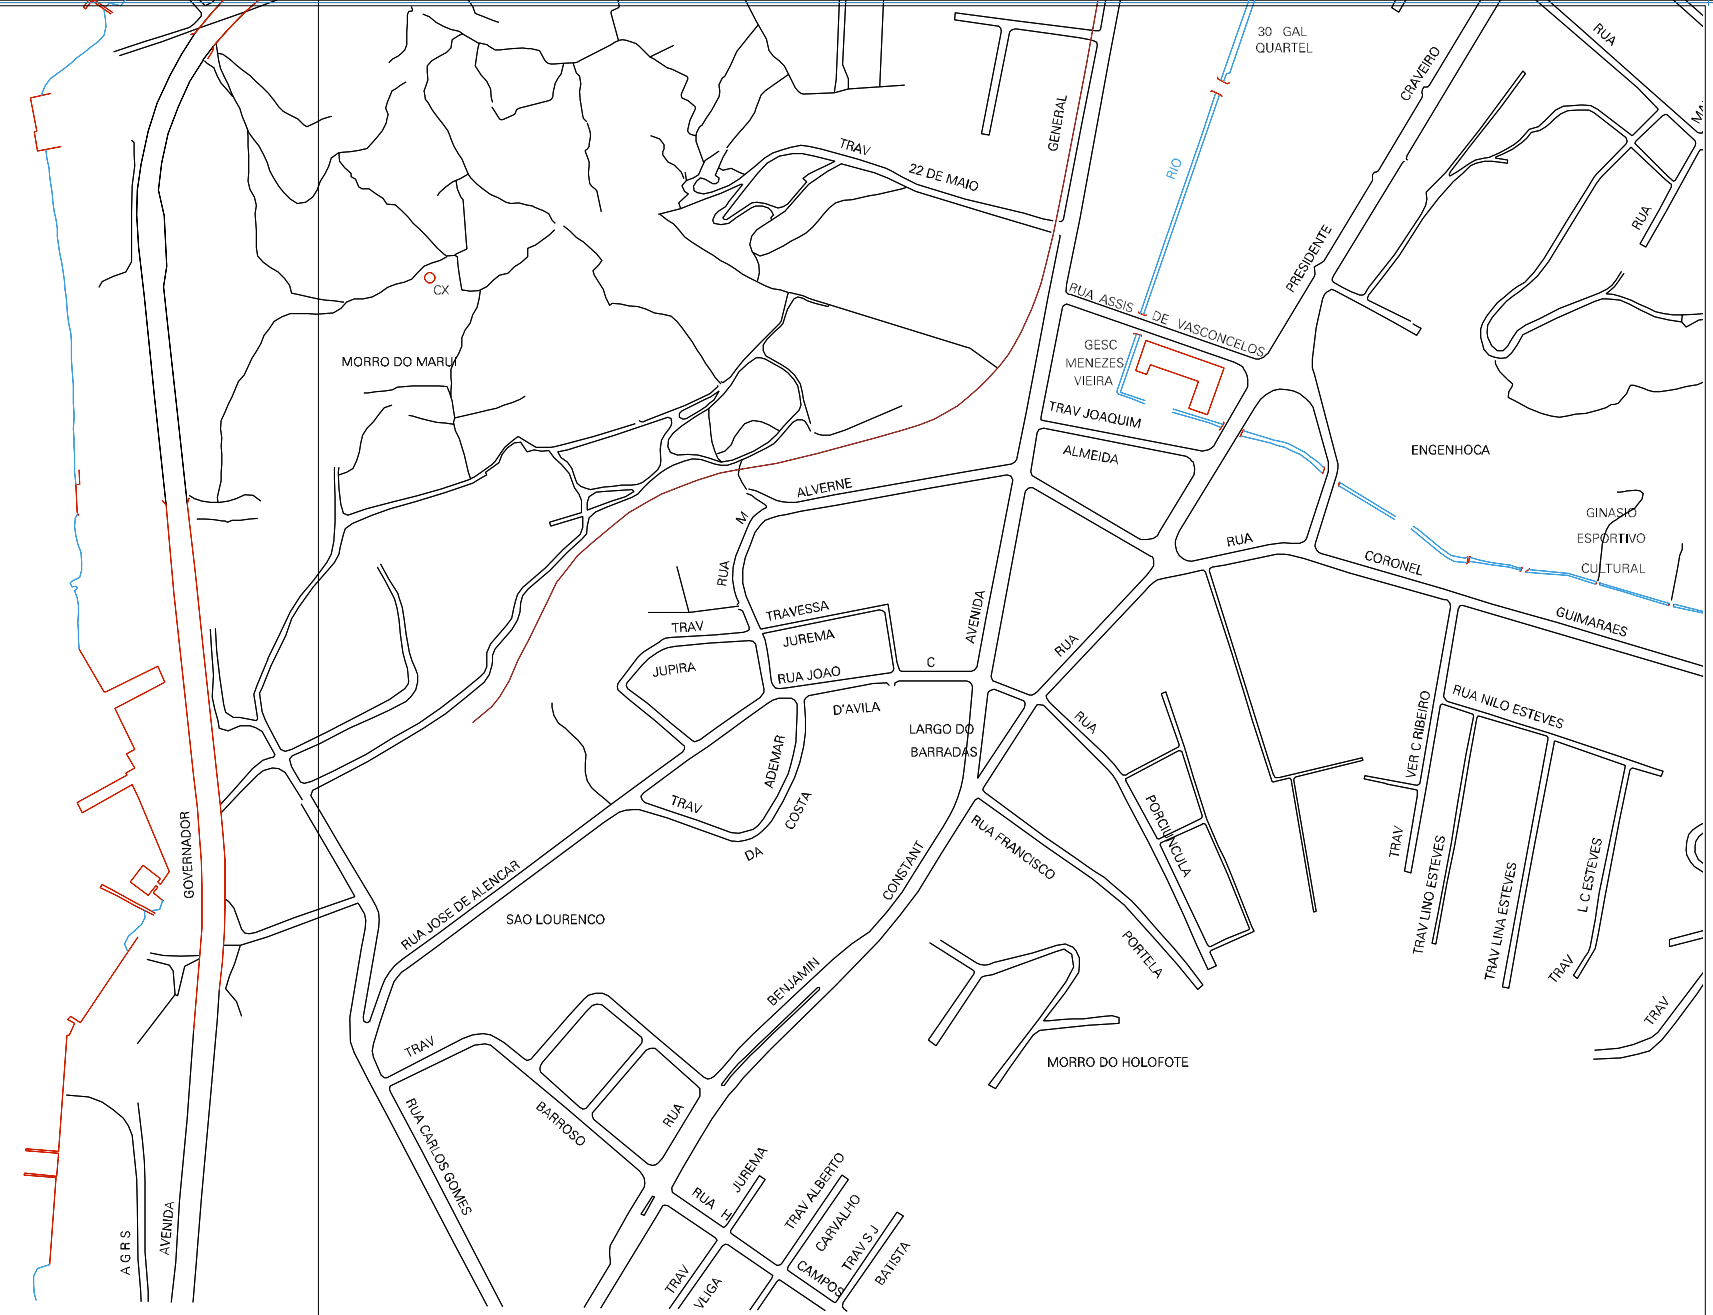 30 GAL
QUARTEL
RUA
CRAVEIRO
GENERAL
TRAV
22 DE MAIO
RIO
RUA
PRESIDENTE
CX
RUA ASSIS DE VASCONCELOS
MORRO DO MARUI
GESC
MENEZES
VIEIRA
TRAV JOAQUIM
ALMEIDA
ENGENHOCA
ALVERNE
M
RUA
GINASIO
ESPORTIVO
CULTURAL
RUA
CORONEL
GUIMARAES
TRAVESSA
JUREMA
TRAV
JUPIRA
RUA JOAO
C
D'AVILA
AVENIDA
RUA
LARGO DO
BARRADAS
RUA
VER C RIBEIRO
RUA NILO ESTEVES
ADEMAR
COSTA
DA
TRAV
PORCIUNCULA
RUA FRANCISCO
PORTELA
CONSTANT
BENJAMIN
TRAV
TRAV LINO ESTEVES
TRAV LINA ESTEVES
L C ESTEVES
TRAV
TRAV
GOVERNADOR
RUA JOSE DE ALENCAR
SAO LOURENCO
MORRO DO HOLOFOTE
TRAV
BARROSO
RUA
RUA CARLOS GOMES
RUA H
JUREMA
TRAV ALBERTO
CARVALHO
TRAV S J
BATISTA
CAMPOS
TRAV
VLIGA
AVENIDA
A G R S